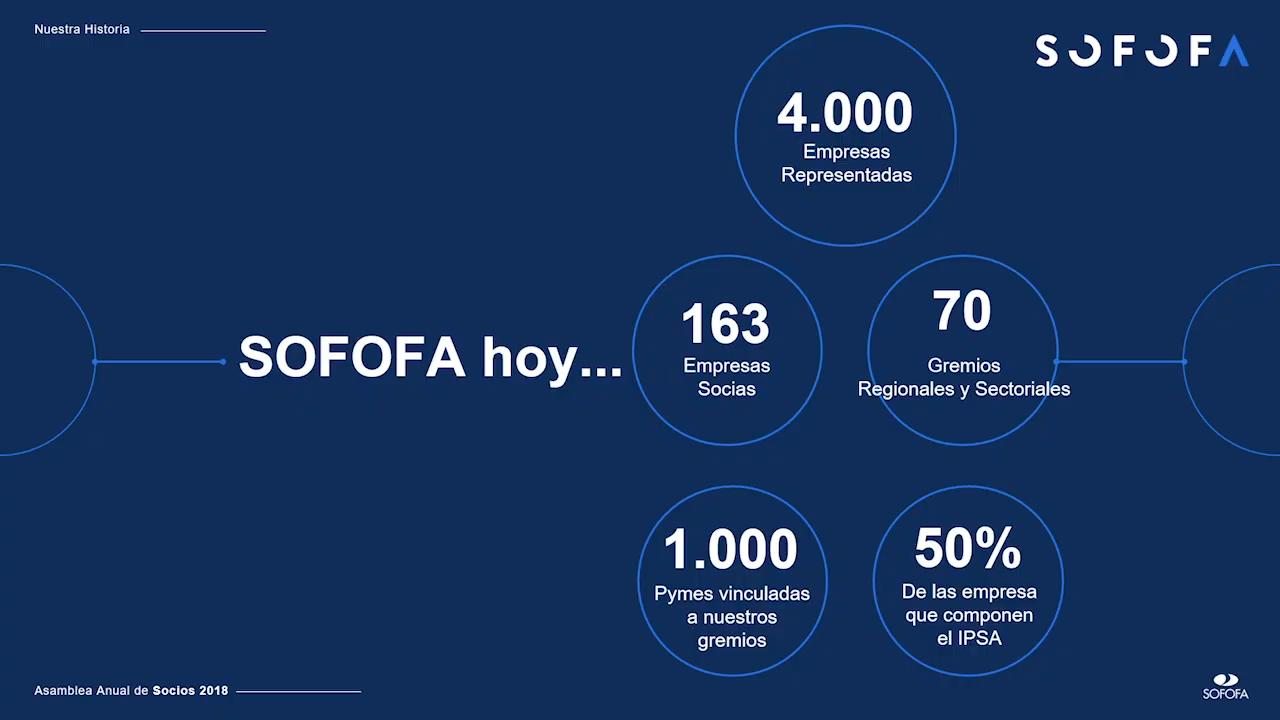 Nuestra Historia
SOFOFA
4.000
Empresas
Representadas
SOFOFA hoy...
163
Empresas
Socias
70
Gremios
Regionales y Sectoriales
1.000
Pymes vinculadas
a nuestros
gremios
50%
De las empresa
que componen
el IPSA
Asamblea Anual de Socios 2018
SOFOFA